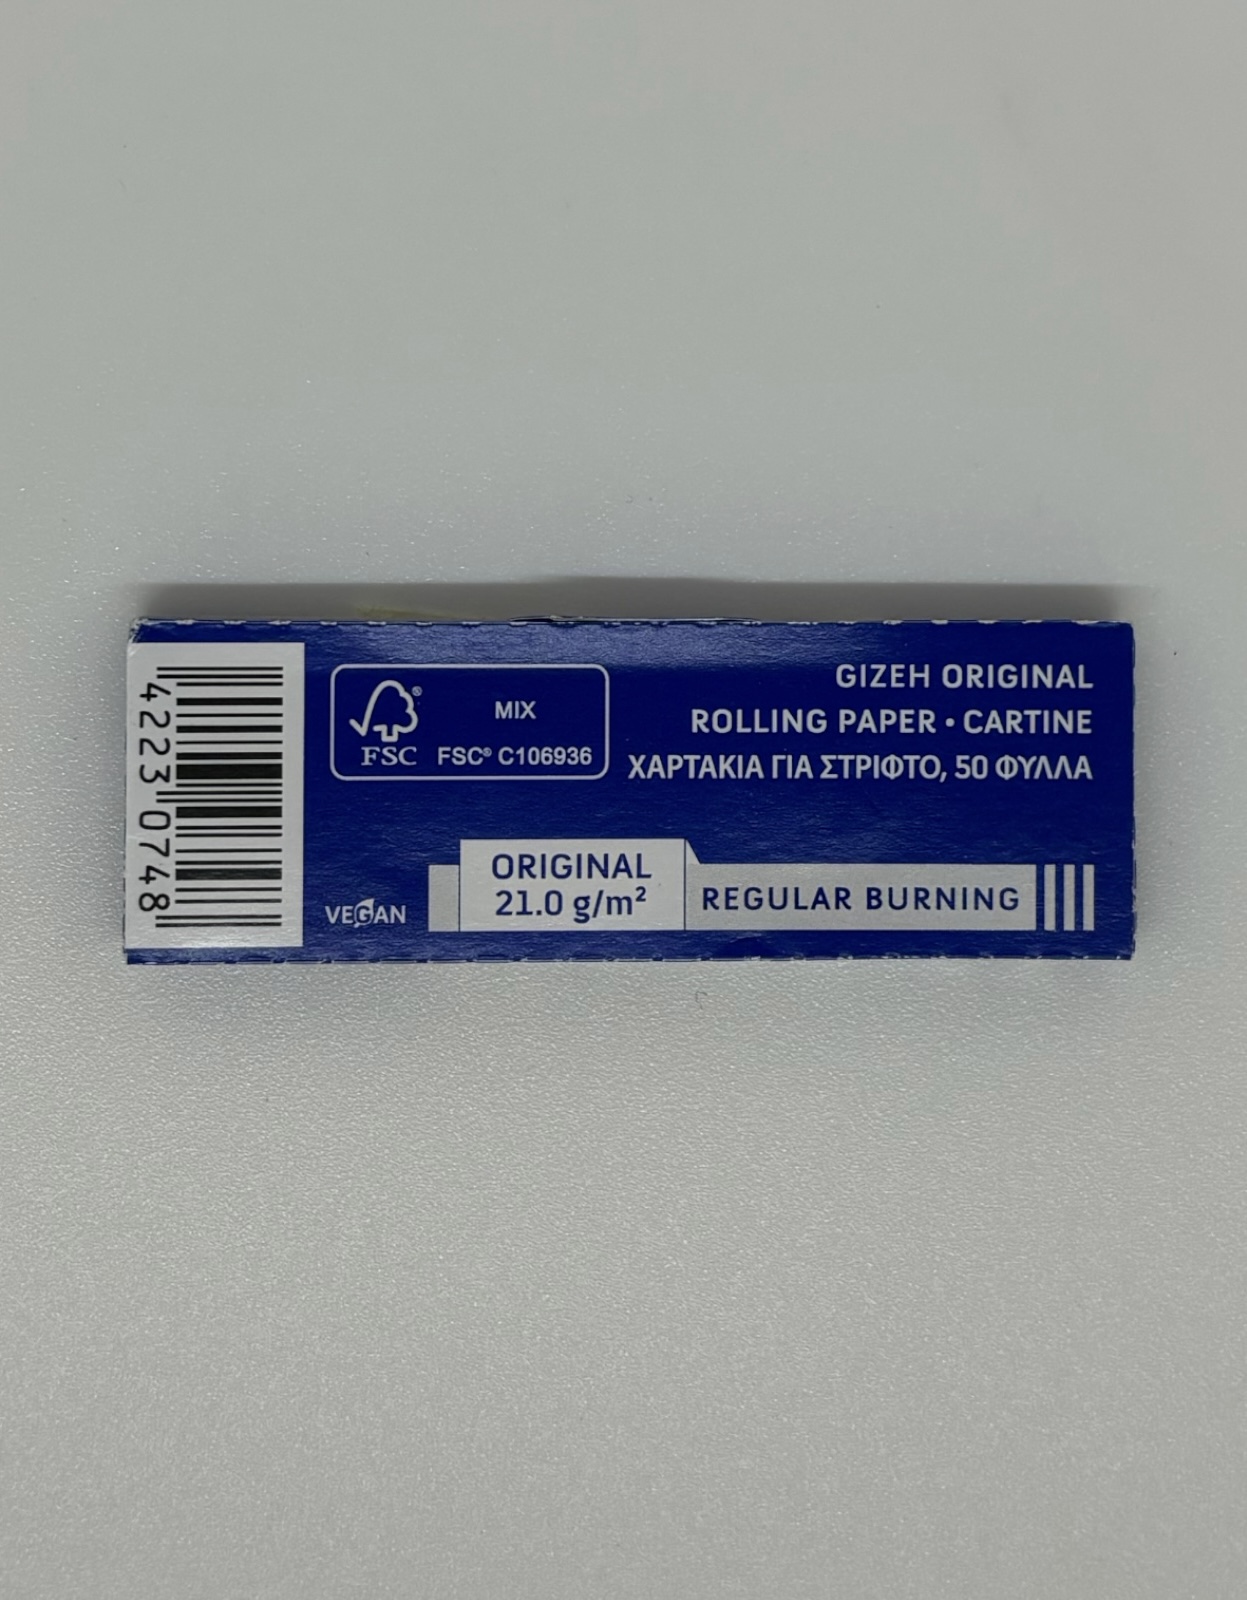 4223 0748
FSC®
MIX
FSC® C106936
GIZEH ORIGINAL
ROLLING PAPER • CARTINE
ΧΑΡΤΑΚΙΑ ΓΙΑ ΣΤΡΙΦΤΟ, 50 ΦΥΛΛΑ
VEGAN
ORIGINAL
21.0 g/m²
REGULAR BURNING